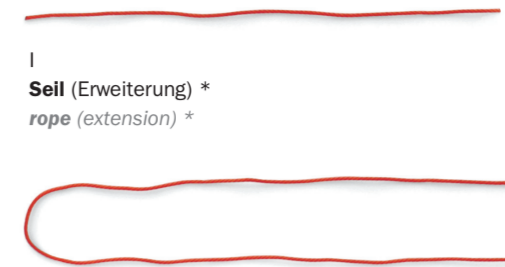 I
Seil (Erweiterung) *
rope (extension) *